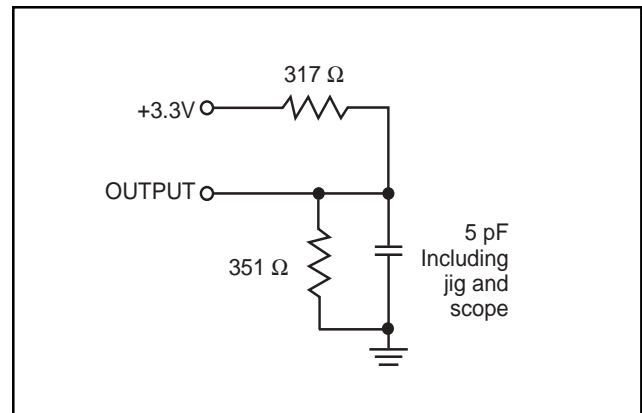 317 Ω
+3.3V
OUTPUT
351 Ω
5 pF
Including
jig and
scope